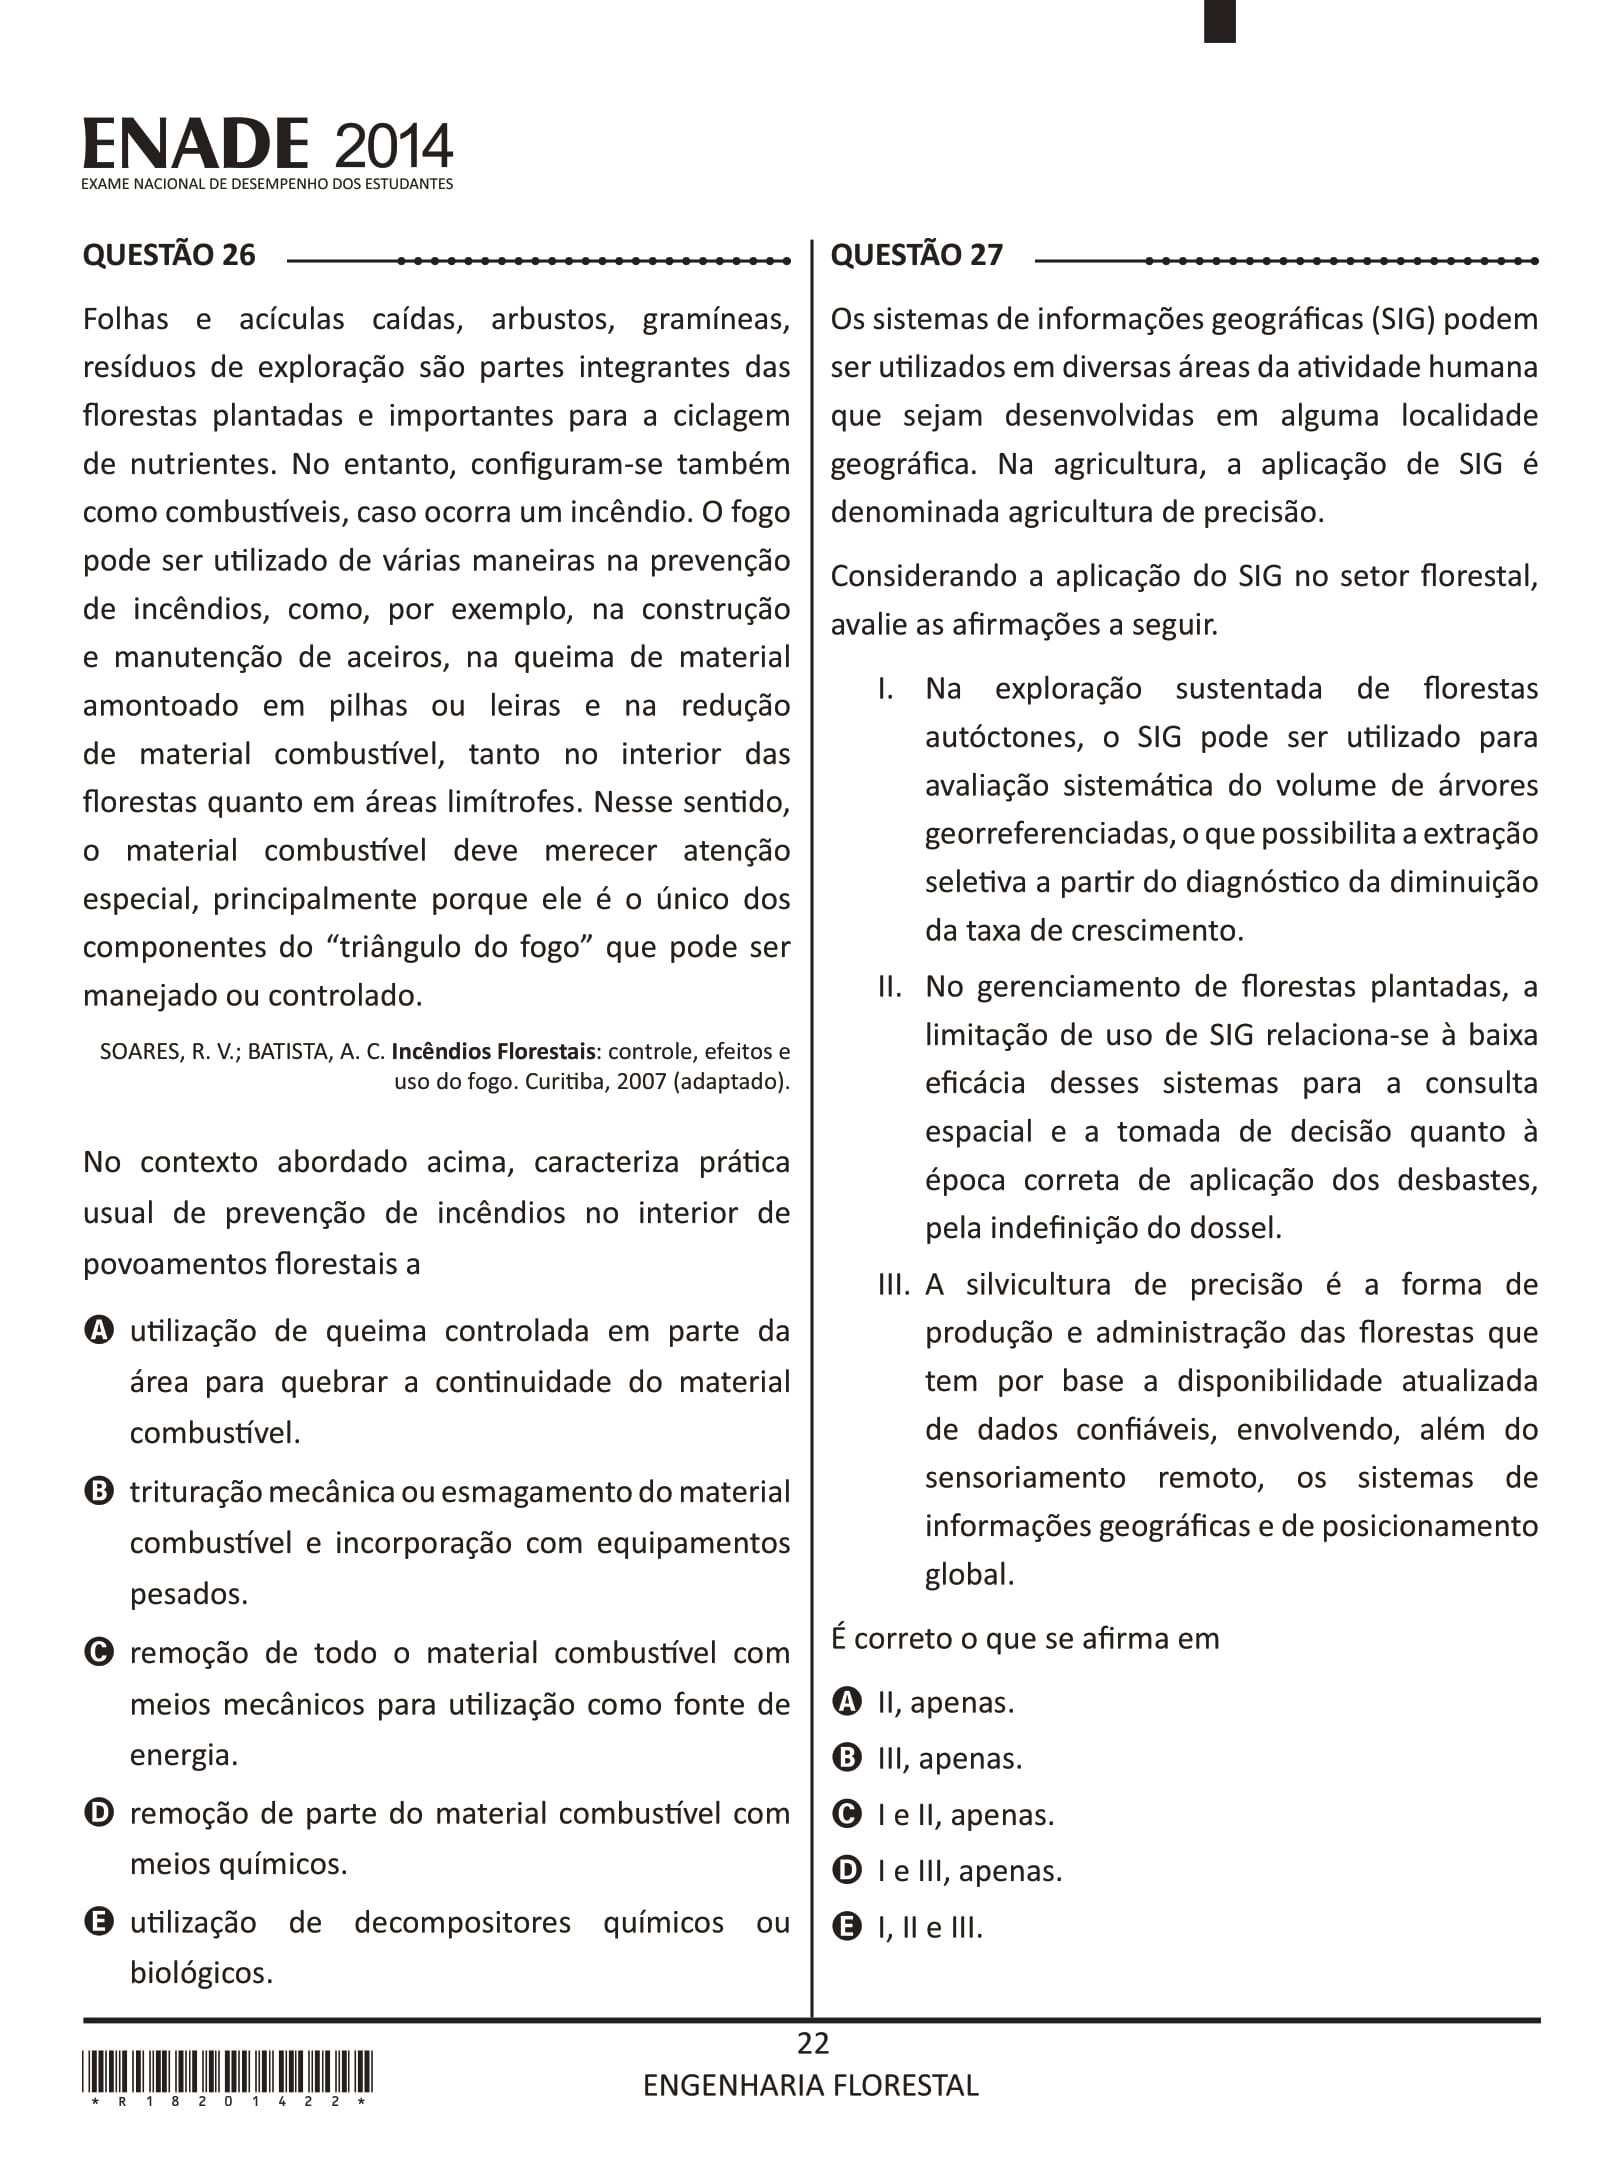 ENADE 2014
EXAME NACIONAL DE DESEMPENHO DOS ESTUDANTES
QUESTÃO 26
Folhas e acículas caídas, arbustos, gramíneas,
resíduos de exploração são partes integrantes das
florestas plantadas e importantes para a ciclagem
de nutrientes. No entanto, configuram-se também
como combustíveis, caso ocorra um incêndio. O fogo
pode ser utilizado de várias maneiras na prevenção
de incêndios, como, por exemplo, na construção
e manutenção de aceiros, na queima de material
amontoado em pilhas ou leiras e na redução
de material combustível, tanto no interior das
florestas quanto em áreas limítrofes. Nesse sentido,
o material combustível deve merecer atenção
especial, principalmente porque ele é o único dos
componentes do “triângulo do fogo” que pode ser
manejado ou controlado.
SOARES, R. V.; BATISTA, A. C. Incêndios Florestais: controle, efeitos e
uso do fogo. Curitiba, 2007 (adaptado).
No contexto abordado acima, caracteriza prática
usual de prevenção de incêndios no interior de
povoamentos florestais a
A utilização de queima controlada em parte da
área para quebrar a continuidade do material
combustível.
B trituração mecânica ou esmagamento do material
combustível e incorporação com equipamentos
pesados.
C remoção de todo o material combustível com
meios mecânicos para utilização como fonte de
energia.
D remoção de parte do material combustível com
meios químicos.
E utilização de decompositores químicos ou
biológicos.
QUESTÃO 27
Os sistemas de informações geográficas (SIG) podem
ser utilizados em diversas áreas da atividade humana
que sejam desenvolvidas em alguma localidade
geográfica. Na agricultura, a aplicação de SIG é
denominada agricultura de precisão.
Considerando a aplicação do SIG no setor florestal,
avalie as afirmações a seguir.
I. Na exploração sustentada de florestas
autóctones, o SIG pode ser utilizado para
avaliação sistemática do volume de árvores
georreferenciadas, o que possibilita a extração
seletiva a partir do diagnóstico da diminuição
da taxa de crescimento.
II. No gerenciamento de florestas plantadas, a
limitação de uso de SIG relaciona-se à baixa
eficácia desses sistemas para a consulta
espacial e a tomada de decisão quanto à
época correta de aplicação dos desbastes,
pela indefinição do dossel.
III. A silvicultura de precisão é a forma de
produção e administração das florestas que
tem por base a disponibilidade atualizada
de dados confiáveis, envolvendo, além do
sensoriamento remoto, os sistemas de
informações geográficas e de posicionamento
global.
É correto o que se afirma em
A II, apenas.
B III, apenas.
C I e II, apenas.
D I e III, apenas.
E I, II e III.
22
ENGENHARIA FLORESTAL
*R18201422*